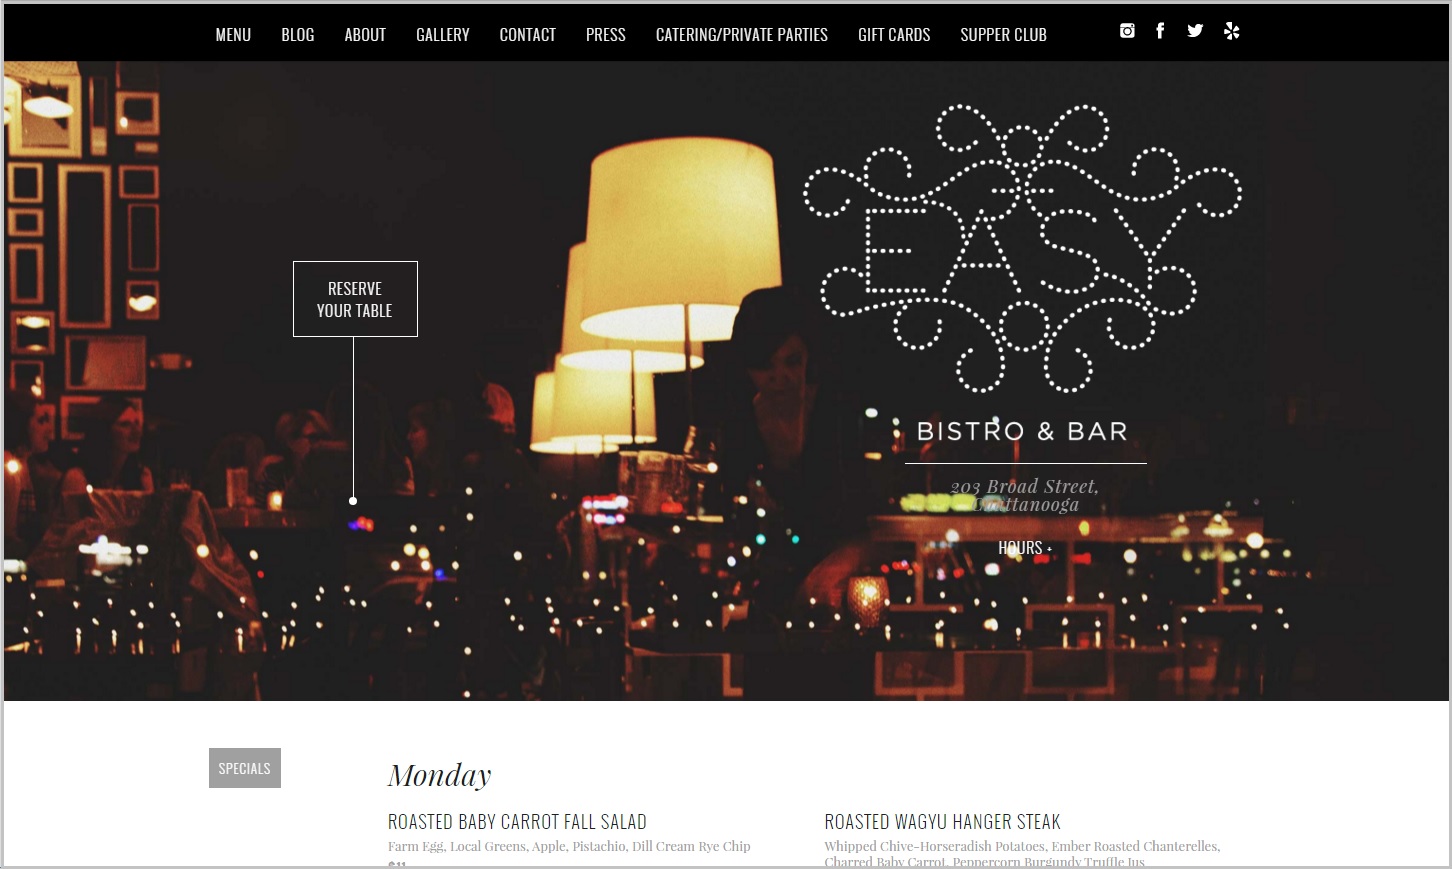 MENU BLOG ABOUT GALLERY CONTACT PRESS CATERING/PRIVATE PARTIES GIFT CARDS SUPPER CLUB
EASY
BISTRO & BAR
203 Broad Street,
Chattanooga
HOURS +
RESERVE
YOUR TABLE
SPECIALS
Monday
ROASTED BABY CARROT FALL SALAD
Farm Egg, Local Greens, Apple, Pistachio, Dill Cream Rye Chip
$11
ROASTED WAGYU HANGER STEAK
Whipped Chive-Horseradish Potatoes, Ember Roasted Chanterelles,
Charred Baby Carrot, Peppercorn Burgundy Truffle Jus